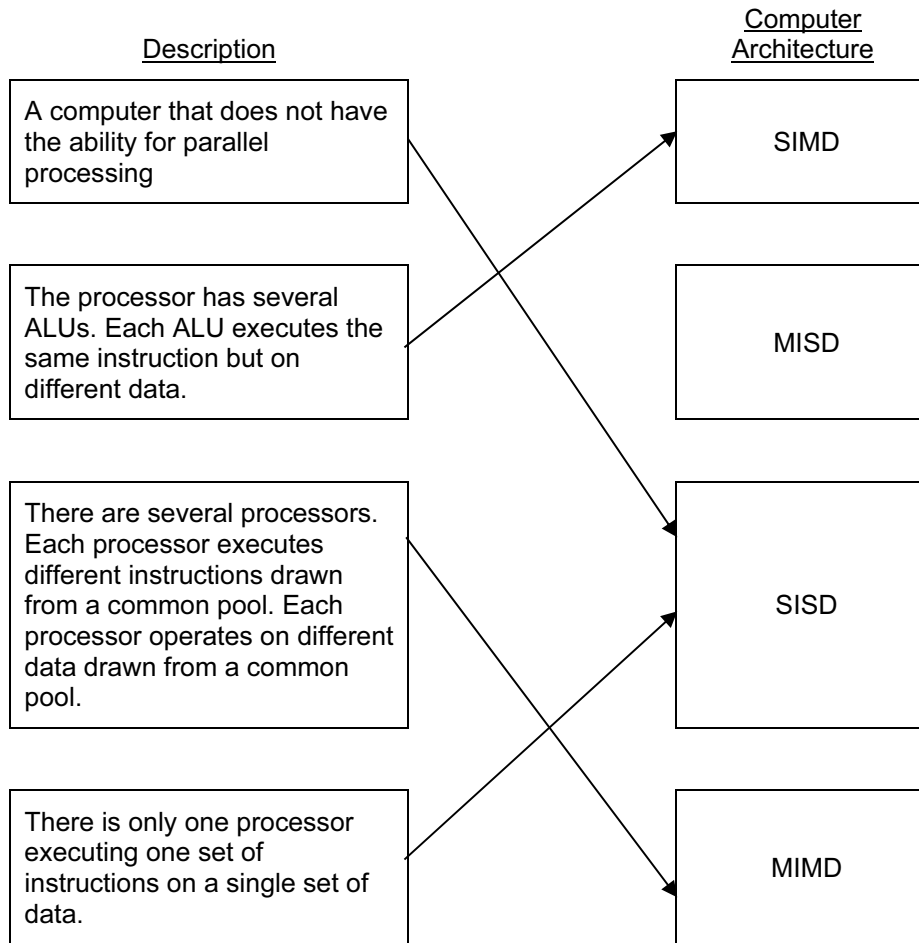 Description
Computer
Architecture
A computer that does not have
the ability for parallel
processing
SIMD
The processor has several
ALUs. Each ALU executes the
same instruction but on
different data.
MISD
There are several processors.
Each processor executes
different instructions drawn
from a common pool. Each
processor operates on different
data drawn from a common
pool.
SISD
There is only one processor
executing one set of
instructions on a single set of
data.
MIMD